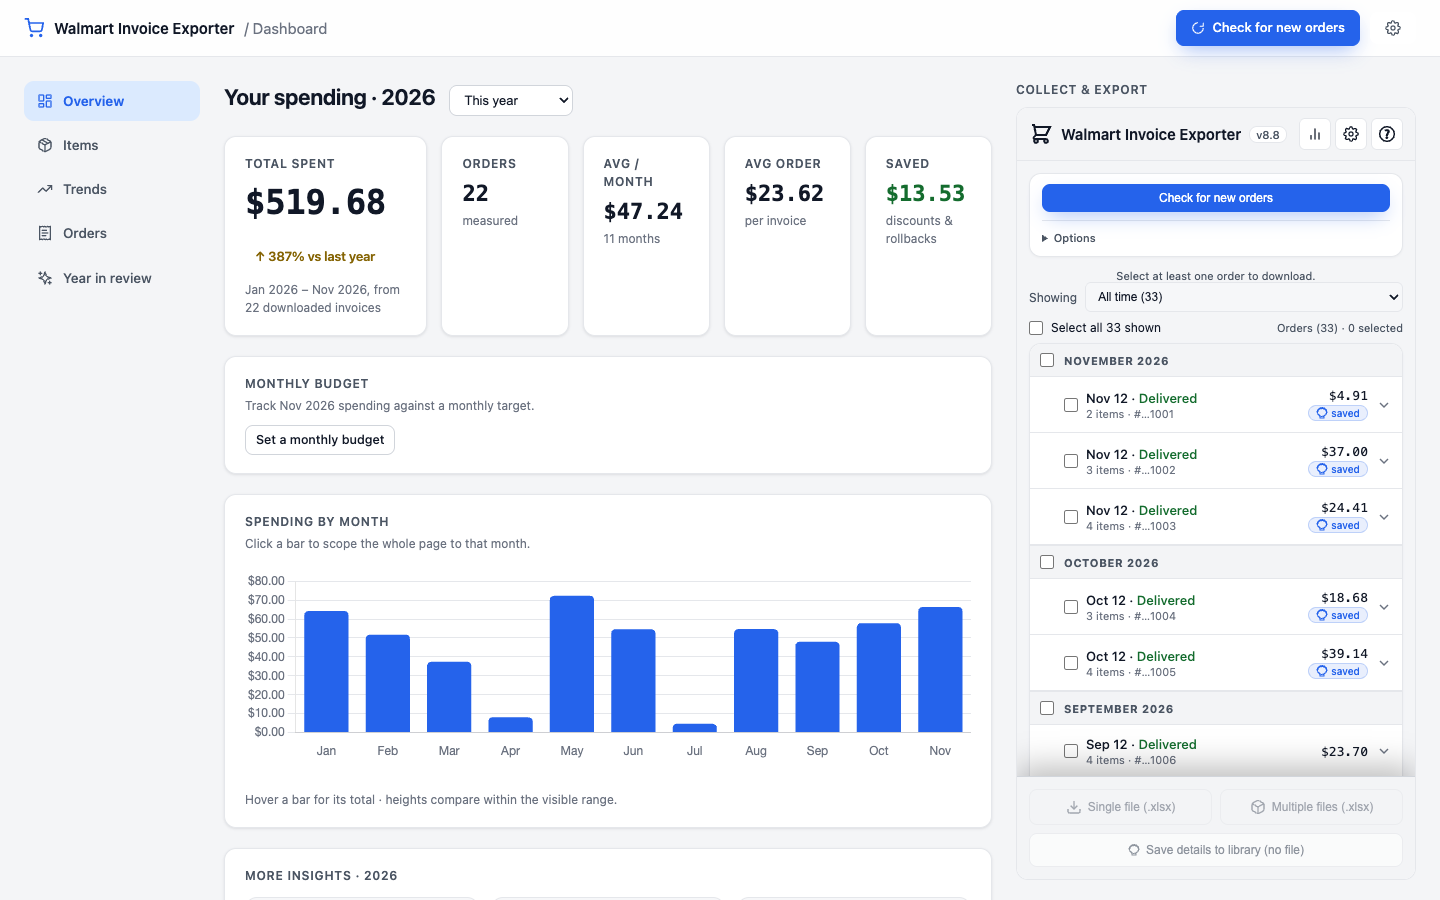 Walmart Invoice Exporter / Dashboard
Check for new orders
Overview
Items
Trends
Orders
Year in review
Your spending · 2026
This year
TOTAL SPENT
$519.68
↑ 387% vs last year
Jan 2026 – Nov 2026, from
22 downloaded invoices
ORDERS
22
measured
AVG /
MONTH
$47.24
11 months
AVG ORDER
$23.62
per invoice
SAVED
$13.53
discounts &
rollbacks
MONTHLY BUDGET
Track Nov 2026 spending against a monthly target.
Set a monthly budget
SPENDING BY MONTH
Click a bar to scope the whole page to that month.
$80.00
$70.00
$60.00
$50.00
$40.00
$30.00
$20.00
$10.00
$0.00
Jan Feb Mar Apr May Jun Jul Aug Sep Oct Nov
Hover a bar for its total · heights compare within the visible range.
MORE INSIGHTS · 2026
COLLECT & EXPORT
Walmart Invoice Exporter v8.8
Check for new orders
Options
Select at least one order to download.
Showing All time (33)
Select all 33 shown Orders (33) · 0 selected
NOVEMBER 2026
Nov 12 · Delivered $4.91
2 items · #…1001 saved
Nov 12 · Delivered $37.00
3 items · #…1002 saved
Nov 12 · Delivered $24.41
4 items · #…1003 saved
OCTOBER 2026
Oct 12 · Delivered $18.68
3 items · #…1004 saved
Oct 12 · Delivered $39.14
4 items · #…1005 saved
SEPTEMBER 2026
Sep 12 · Delivered $23.70
4 items · #…1006
Single file (.xlsx) Multiple files (.xlsx)
Save details to library (no file)